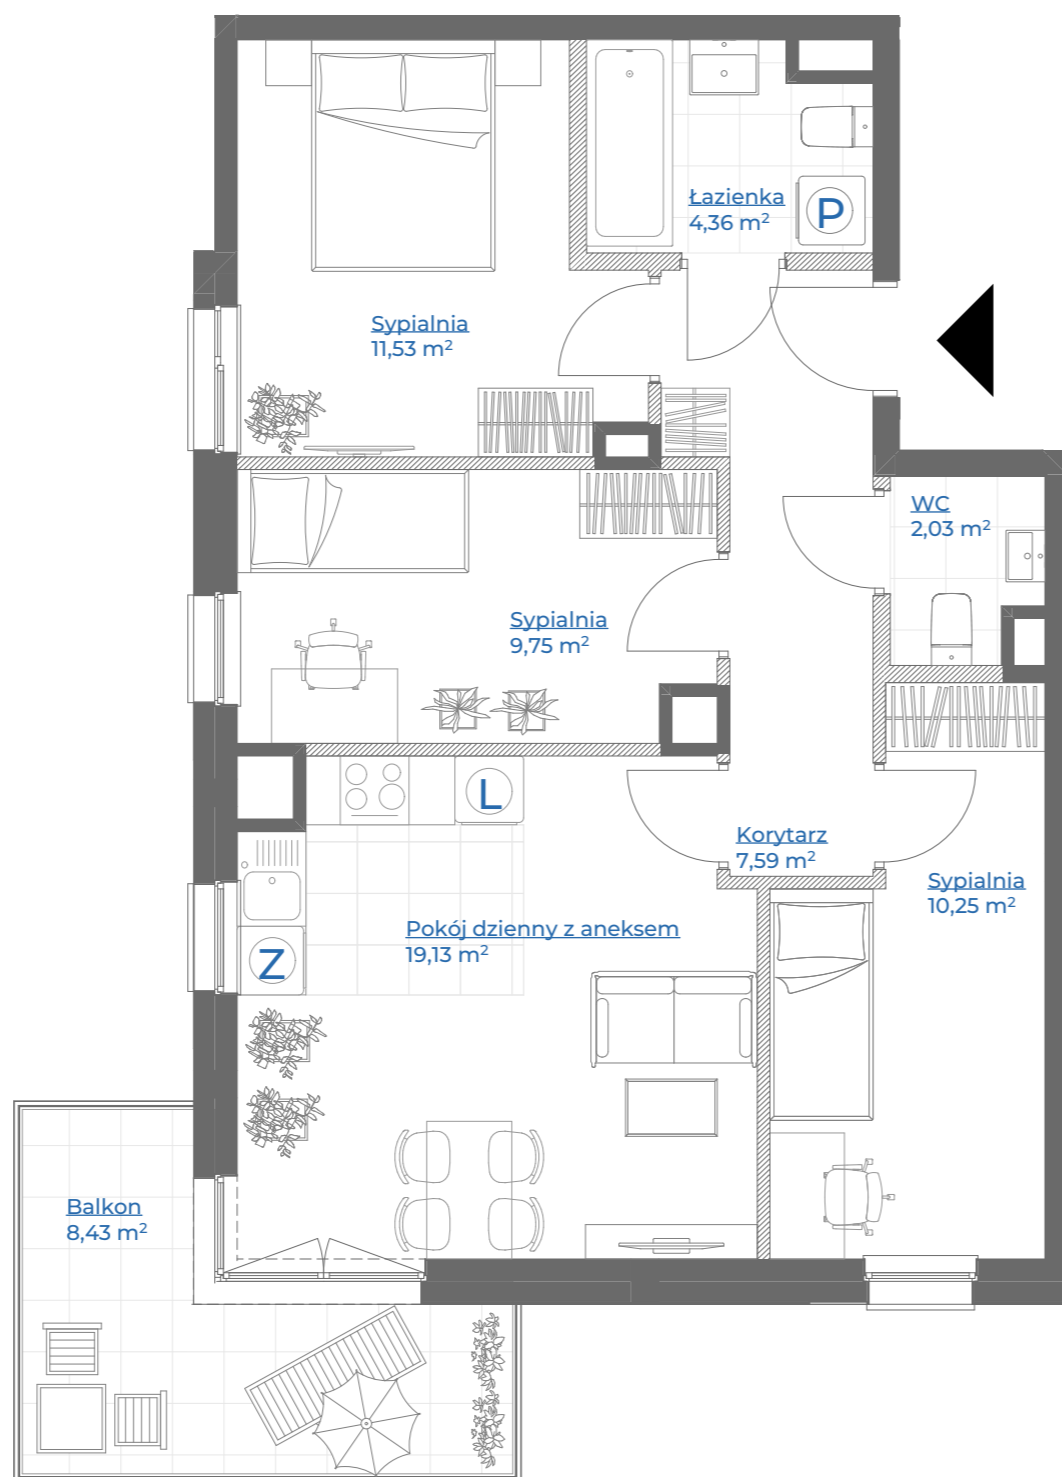 Łazienka
4,36 m²
P
Sypialnia
11,53 m²
WC
2,03 m²
Sypialnia
9,75 m²
L
Korytarz
7,59 m²
Sypialnia
10,25 m²
Pokój dzienny z aneksem
19,13 m²
Z
Balkon
8,43 m²